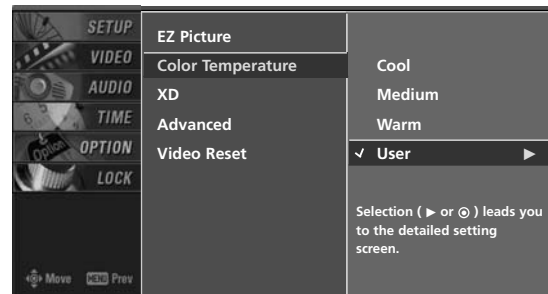 SETUP
VIDEO
AUDIO
TIME
OPTION
LOCK
Move MENU Prev
EZ Picture
Color Temperature
XD
Advanced
Video Reset
Cool
Medium
Warm
✓ User ▶
Selection ( ▶ or ⊙ ) leads you
to the detailed setting
screen.